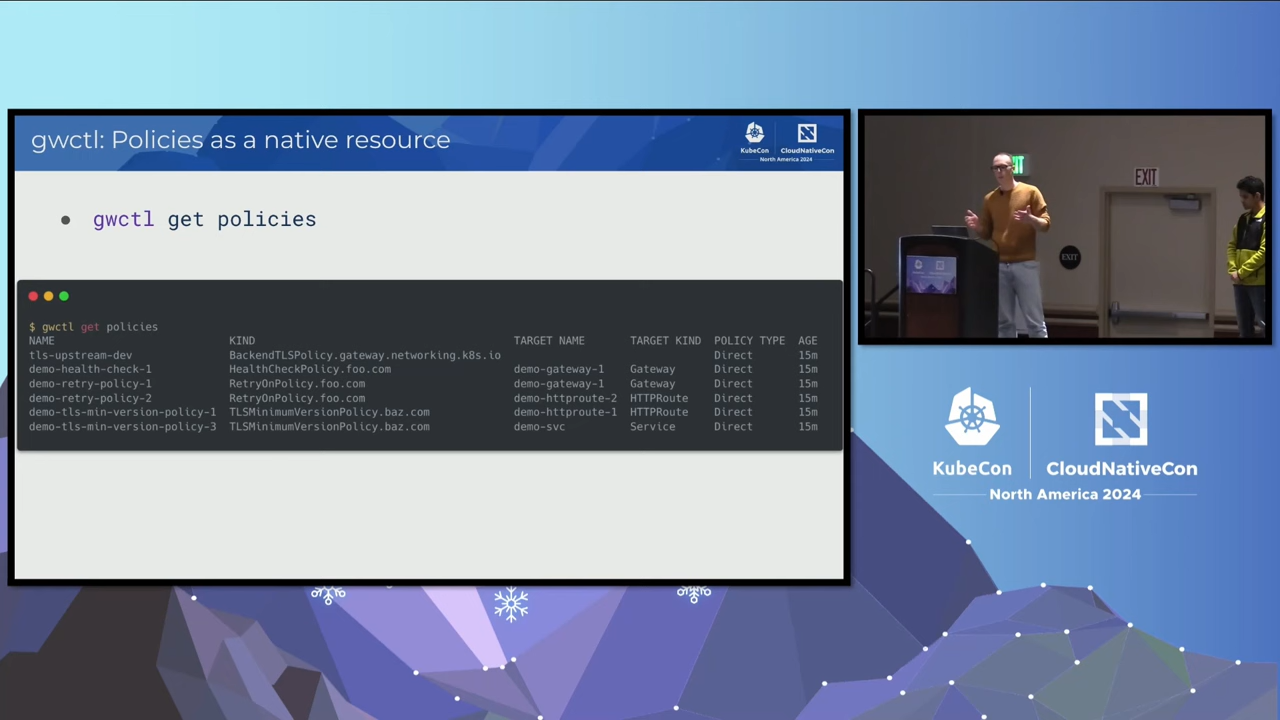 gwctl: Policies as a native resource
KubeCon
CloudNativeCon
North America 2024
● gwctl get policies
$ gwctl get policies
NAME KIND TARGET NAME TARGET KIND POLICY TYPE AGE
tls-upstream-dev BackendTLSPolicy.gateway.networking.k8s.io Direct 15m
demo-health-check-1 HealthCheckPolicy.foo.com demo-gateway-1 Gateway Direct 15m
demo-retry-policy-1 RetryOnPolicy.foo.com demo-gateway-1 Gateway Direct 15m
demo-retry-policy-2 RetryOnPolicy.foo.com demo-httproute-2 HTTPRoute Direct 15m
demo-tls-min-version-policy-1 TLSMinimumVersionPolicy.baz.com demo-httproute-1 HTTPRoute Direct 15m
demo-tls-min-version-policy-3 TLSMinimumVersionPolicy.baz.com demo-svc Service Direct 15m
EXIT
EXIT
KubeCon
CloudNativeCon
North America 2024